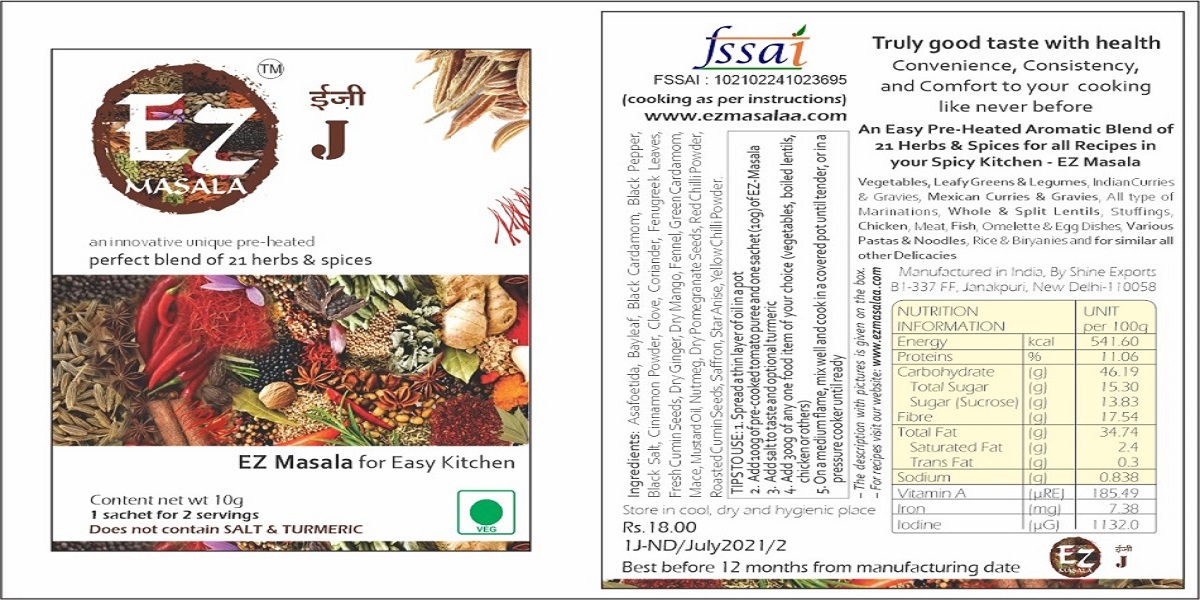 EZ
MASALA
TM
ईजी
J
an innovative unique pre-heated
perfect blend of 21 herbs & spices
EZ Masala for Easy Kitchen
Content net wt 10g
1 sachet for 2 servings
Does not contain SALT & TURMERIC
VEG
fssai
FSSAI : 102102241023695
(cooking as per instructions)
www.ezmasalaa.com
Ingredients: Asafoetida, Bayleaf, Black Cardamom, Black Pepper,
Black Salt, Cinnamon Powder, Clove, Coriander, Fenugreek Leaves,
Fresh Cumin Seeds, Dry Ginger, Dry Mango, Fennel, Green Cardamom,
Mace, Mustard Oil, Nutmeg, Dry Pomegranate Seeds, Red Chilli Powder,
Roasted Cumin Seeds, Saffron, Star Anise, Yellow Chilli Powder.
TIPS TO USE: 1. Spread a thin layer of oil in a pot
2. Add 100g of pre-cooked tomato puree and one sachet (10g) of EZ-Masala
3. Add salt to taste and optional turmeric
4. Add 300g of any one food item of your choice (vegetables, boiled lentils,
chicken or others)
5. On a medium flame, mix well and cook in a covered pot until tender, or in a
pressure cooker until ready
– The description with pictures is given on the box.
– For recipes visit our website: www.ezmasalaa.com
Store in cool, dry and hygienic place
Rs.18.00
1J-ND/July2021/2
Best before 12 months from manufacturing date
Truly good taste with health
Convenience, Consistency,
and Comfort to your cooking
like never before
An Easy Pre-Heated Aromatic Blend of
21 Herbs & Spices for all Recipes in
your Spicy Kitchen - EZ Masala
Vegetables, Leafy Greens & Legumes, Indian Curries
& Gravies, Mexican Curries & Gravies, All type of
Marinations, Whole & Split Lentils, Stuffings,
Chicken, Meat, Fish, Omelette & Egg Dishes, Various
Pastas & Noodles, Rice & Biryanies and for similar all
other Delicacies
Manufactured in India, By Shine Exports
B1-337 FF, Janakpuri, New Delhi-110058
NUTRITION INFORMATION UNIT per 100g
Energy kcal 541.60
Proteins % 11.06
Carbohydrate (g) 46.19
Total Sugar (g) 15.30
Sugar (Sucrose) (g) 13.83
Fibre (g) 17.54
Total Fat (g) 34.74
Saturated Fat (g) 2.4
Trans Fat (g) 0.3
Sodium (g) 0.838
Vitamin A (µRE) 185.49
Iron (mg) 7.38
Iodine (µG) 1132.0
EZ
MASALA
ईजी
J